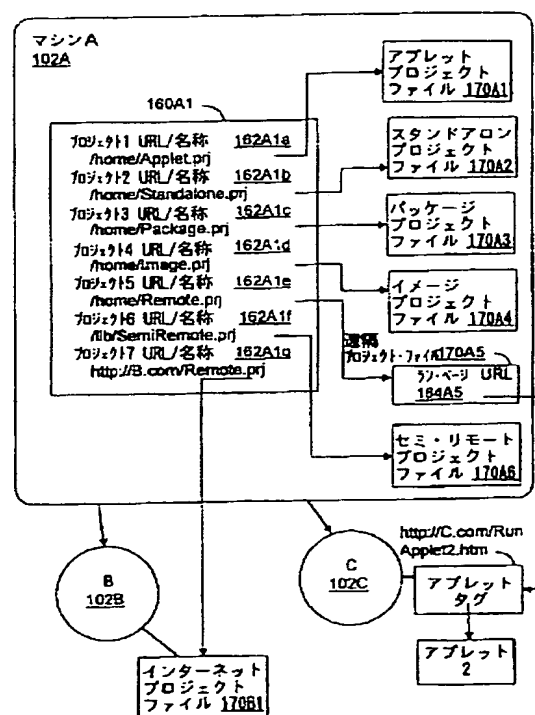 マシンA
102A
160A1
プロジェクト1 URL/名称 162A1a
/home/Applet.prj
プロジェクト2 URL/名称 162A1b
/home/Standalone.prj
プロジェクト3 URL/名称 162A1c
/home/Package.prj
プロジェクト4 URL/名称 162A1d
/home/Image.prj
プロジェクト5 URL/名称 162A1e
/home/Remote.prj
プロジェクト6 URL/名称 162A1f
/lib/SemiRemote.prj
プロジェクト7 URL/名称 162A1g
http://B.com/Remote.prj
アプレット
プロジェクト
ファイル 170A1
スタンドアロン
プロジェクト
ファイル 170A2
パッケージ
プロジェクト
ファイル 170A3
イメージ
プロジェクト
ファイル 170A4
遠隔
プロジェクト・ファイル 170A5
ラン・ページ URL
164A5
セミ・リモート
プロジェクト
ファイル 170A6
B
102B
C
102C
http://C.com/Run
Applet2.htm
アプレット
タグ
アプレット
2
インターネット
プロジェクト
ファイル 170B1